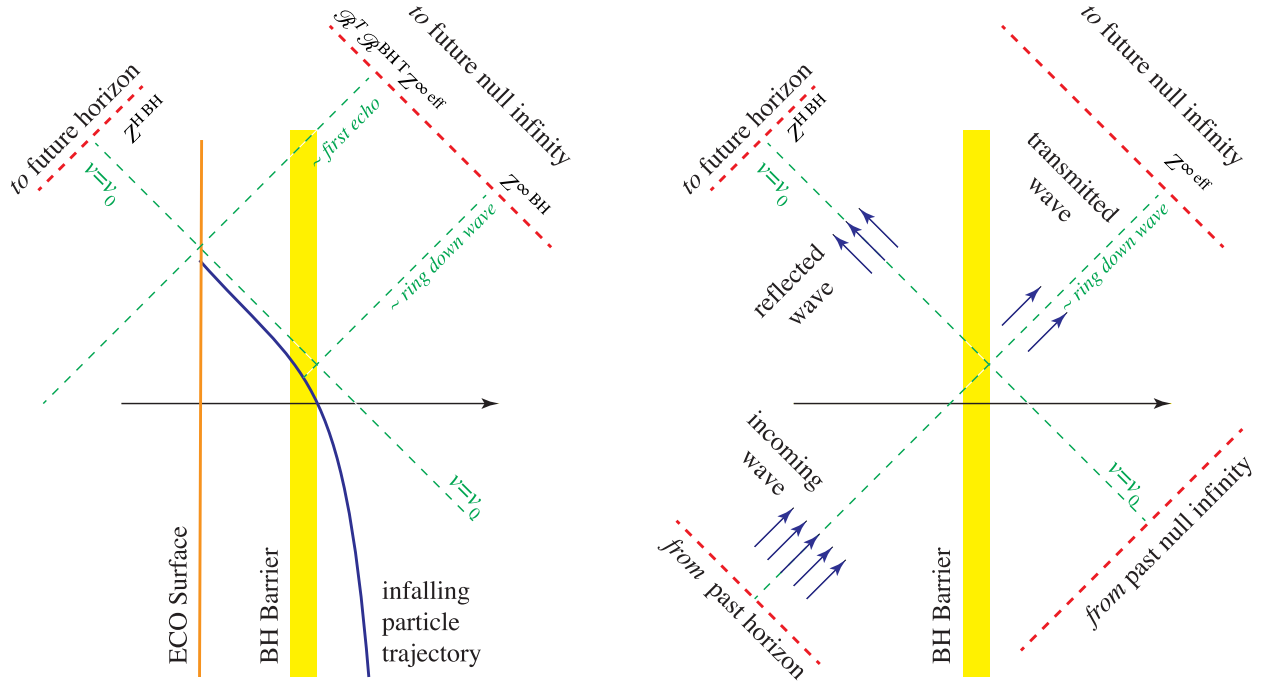 to future horizon
Z^{H BH}
v=v_0
ECO Surface
BH Barrier
ℛ^T ℛ^{BH T} Z^{∞ eff}
to future null infinity
~ first echo
Z^{∞ BH}
~ ring down wave
v=v_0
infalling
particle
trajectory
to future horizon
Z^{H BH}
v=v_0
reflected
wave
to future null infinity
transmitted
wave
Z^{∞ eff}
~ ring down wave
incoming
wave
v=v_0
from past horizon
BH Barrier
from past null infinity